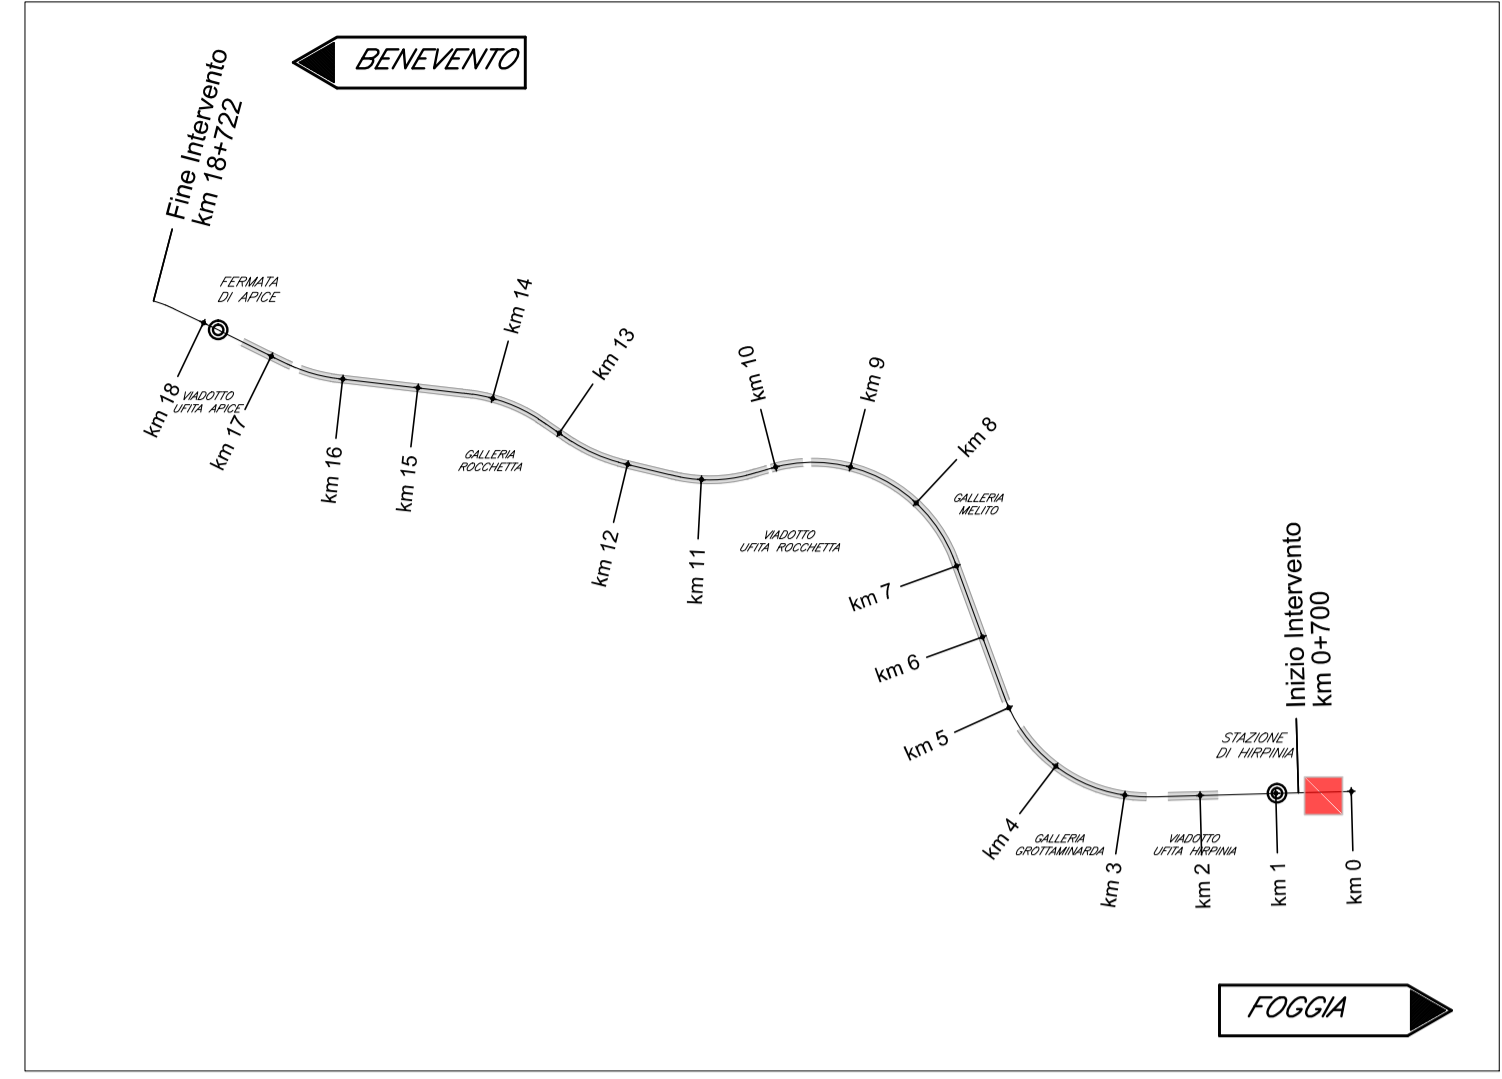 BENEVENTO
Fine Intervento
km 18+722
FERMATA
DI APICE
km 18
VIADOTTO
UFITA APICE
km 17
km 16
km 15
GALLERIA
ROCCHETTA
km 14
km 13
km 12
km 11
VIADOTTO
UFITA ROCCHETTA
km 10
km 9
km 8
GALLERIA
MELITO
km 7
km 6
km 5
km 4
GALLERIA
GROTTAMINARDA
km 3
VIADOTTO
UFITA HIRPINIA
km 2
STAZIONE
DI HIRPINIA
Inizio Intervento
km 0+700
km 1
km 0
FOGGIA